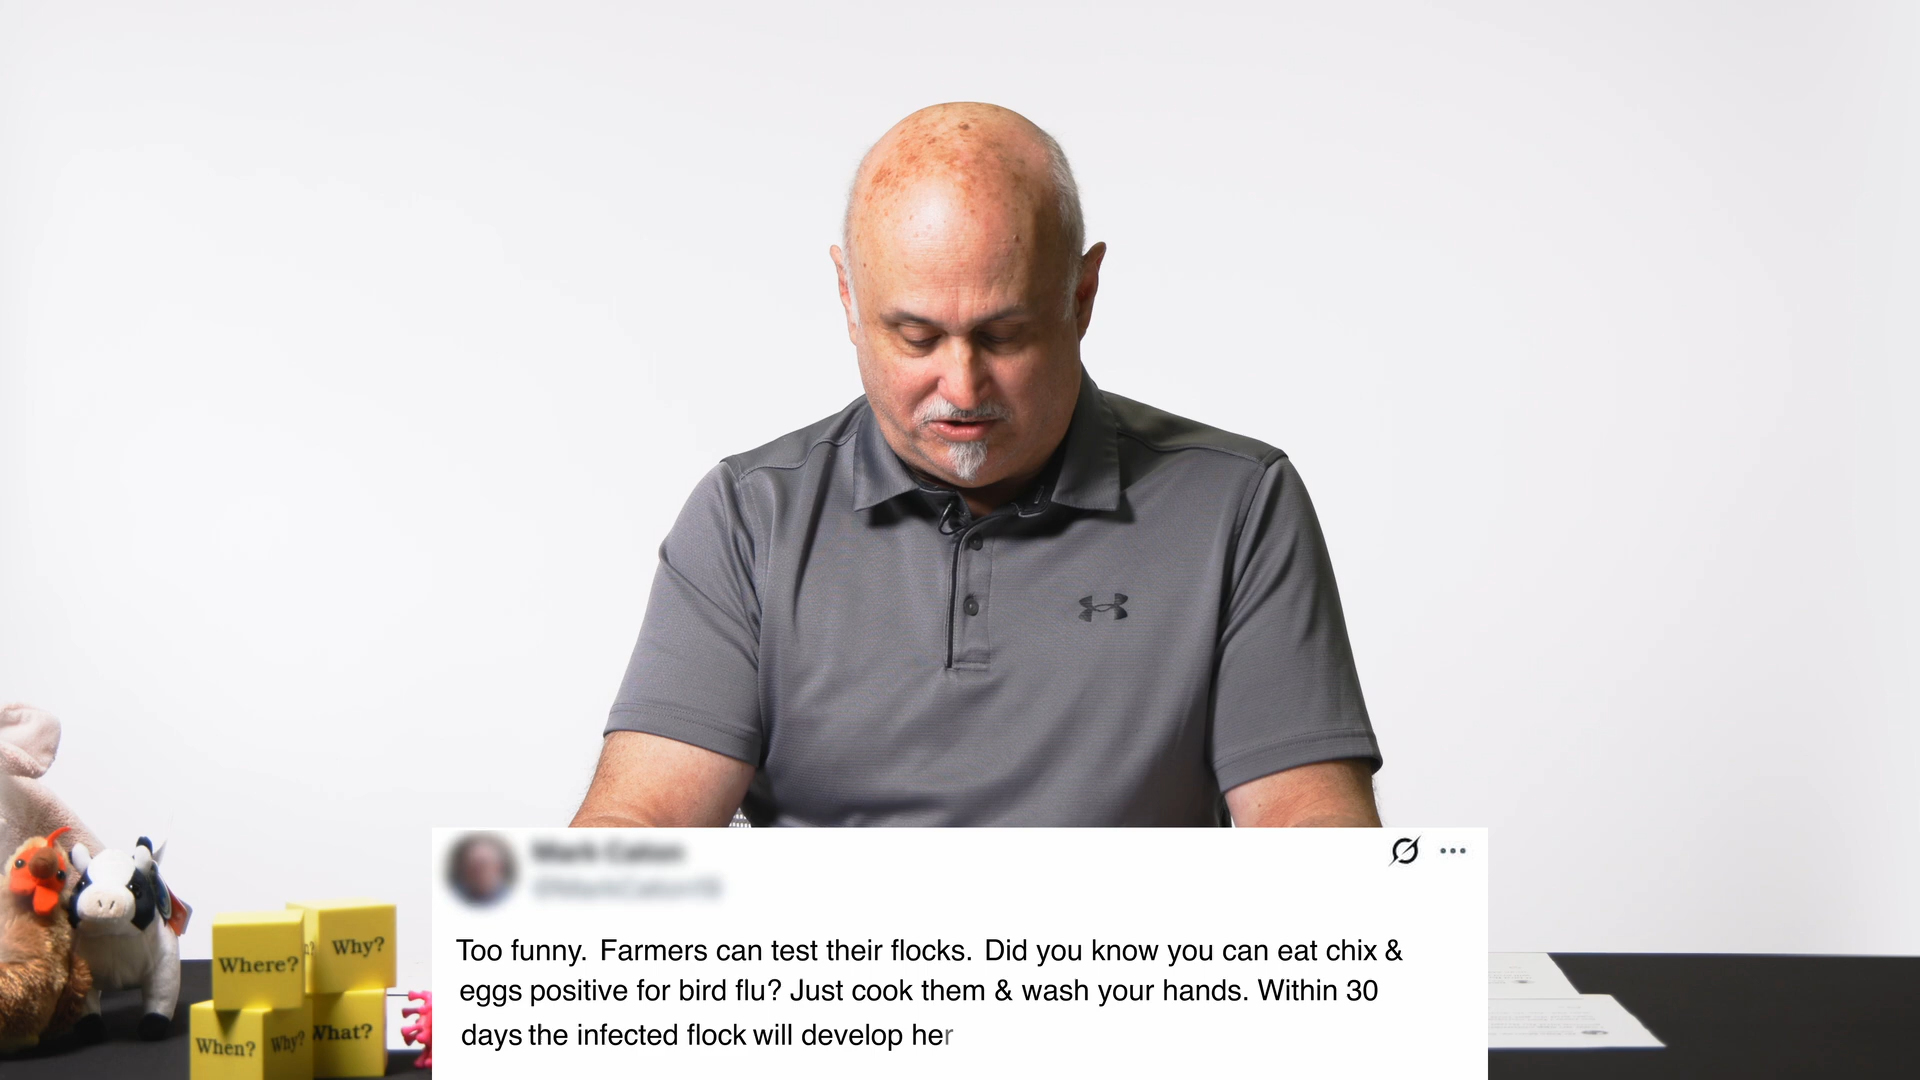 Where?
Why?
When?
Why?
What?
Too funny. Farmers can test their flocks. Did you know you can eat chix &
eggs positive for bird flu? Just cook them & wash your hands. Within 30
days the infected flock will develop her